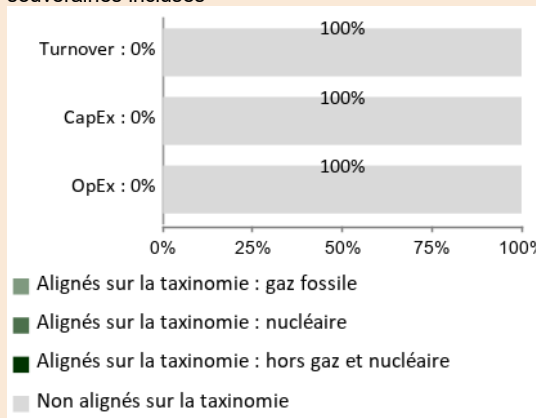 souveraines incluses
Turnover : 0%
100%
CapEx : 0%
100%
OpEx : 0%
100%
0% 25% 50% 75% 100%
Alignés sur la taxinomie : gaz fossile
Alignés sur la taxinomie : nucléaire
Alignés sur la taxinomie : hors gaz et nucléaire
Non alignés sur la taxinomie